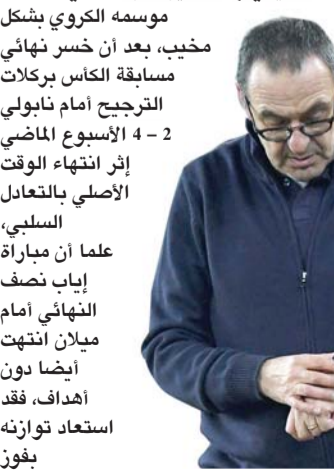 موسمه الكروي بشكل
مخيب، بعد أن خسر نهائي
مسابقة الكأس بركلات
الترجيح أمام نابولي
2 – 4 الأسبوع الماضي
إثر انتهاء الوقت
الأصلي بالتعادل
السلبي،
علما أن مباراة
إياب نصف
النهائي أمام
ميلان انتهت
أيضا دون
أهداف، فقد
استعاد توازنه
بفوز